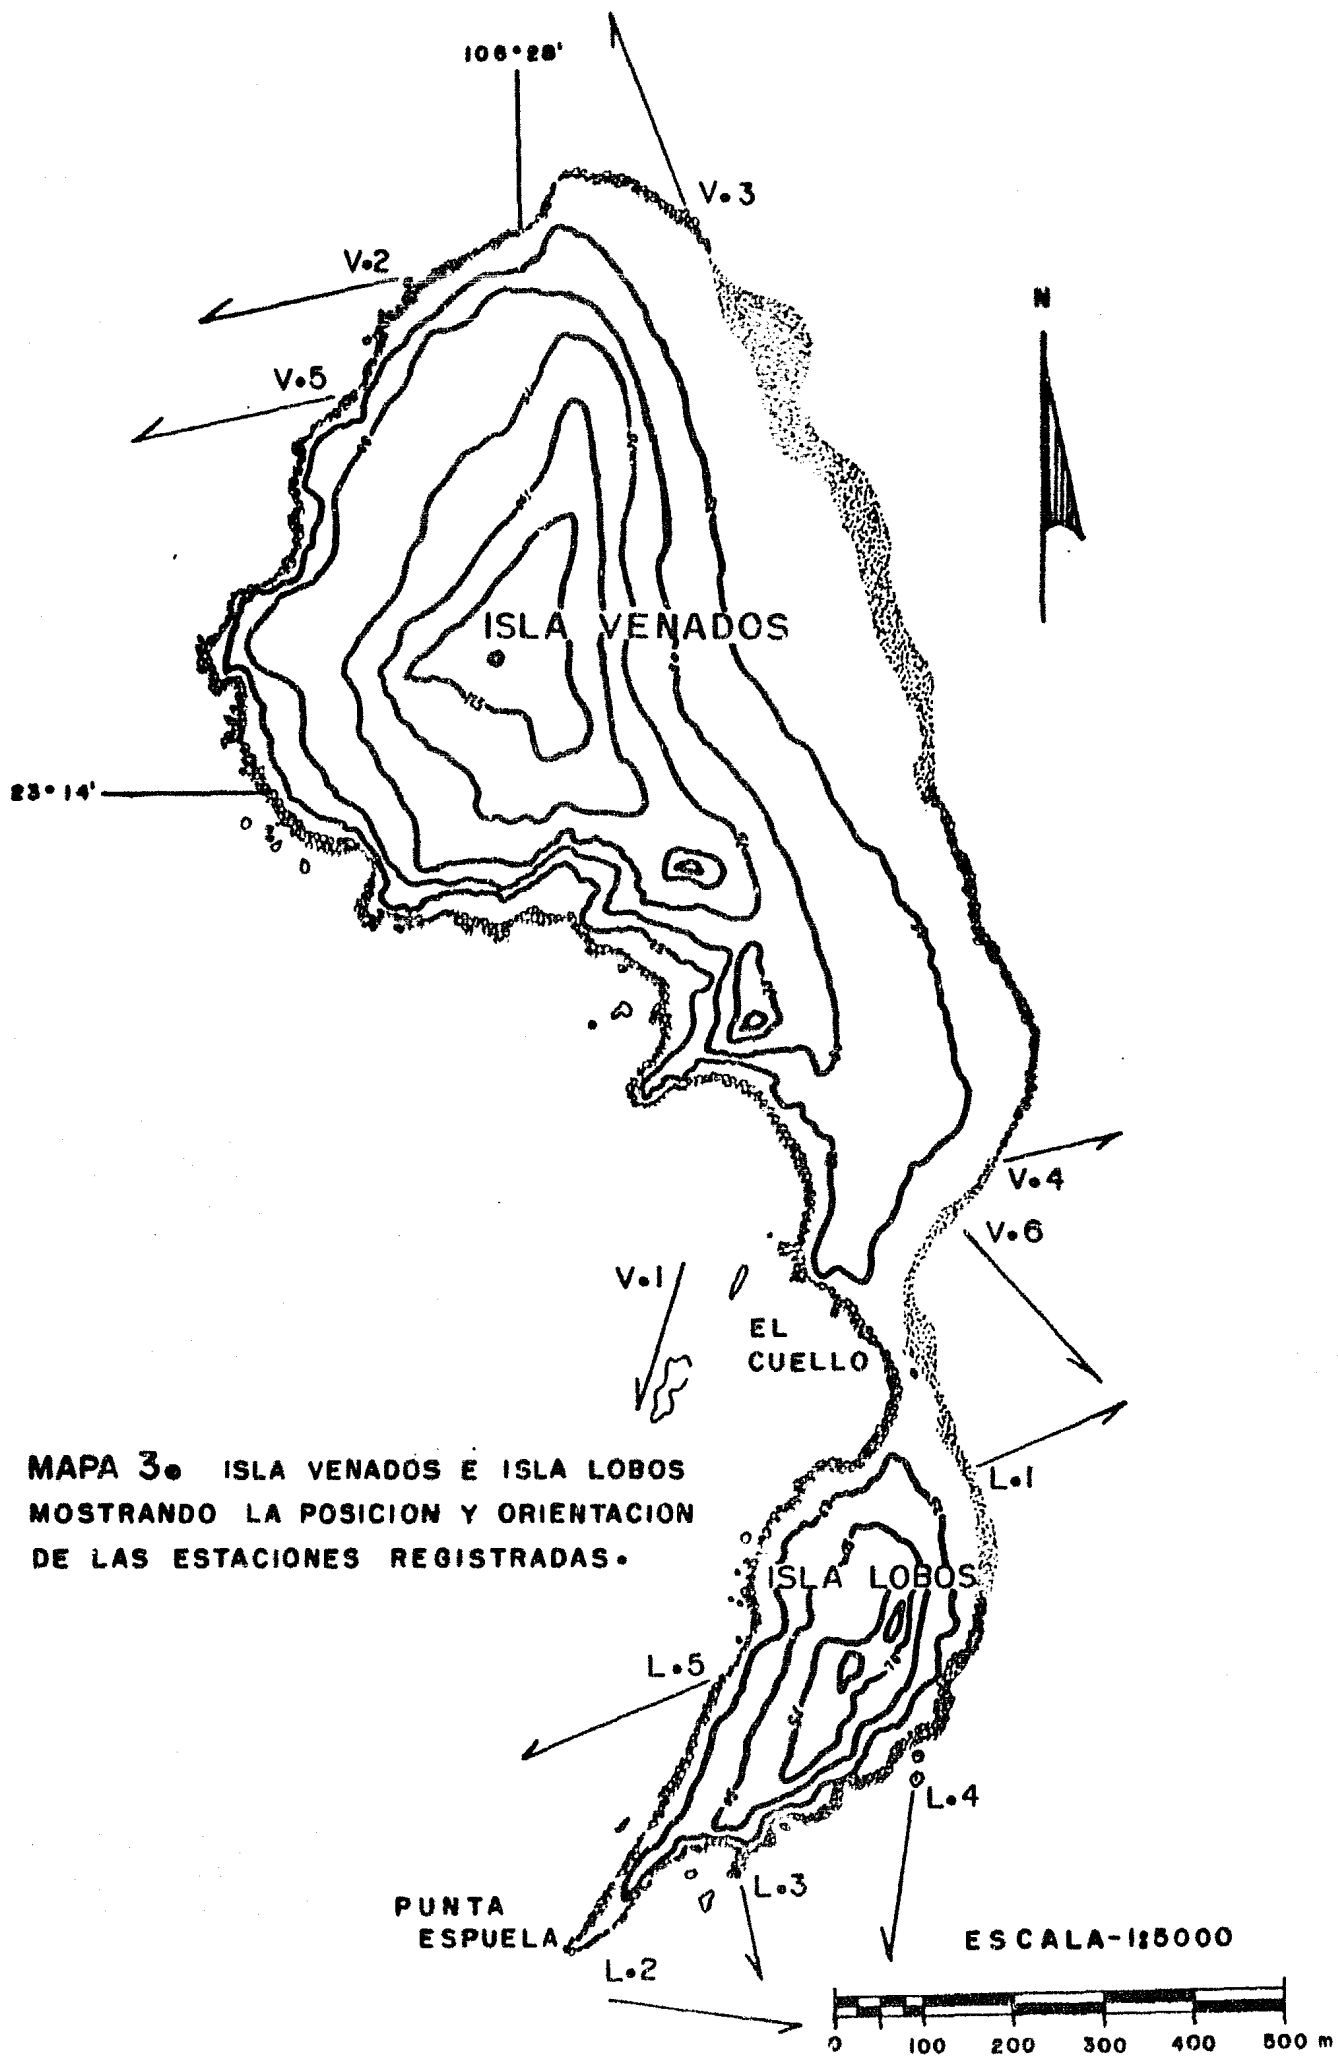 106°28'
V.3
V.2
N
V.5
ISLA VENADOS
125
23°14'
V.4
V.6
V.1
EL
CUELLO
MAPA 3. ISLA VENADOS E ISLA LOBOS
MOSTRANDO LA POSICION Y ORIENTACION
DE LAS ESTACIONES REGISTRADAS.
L.1
ISLA LOBOS
L.5
L.4
L.3
PUNTA
ESPUELA
L.2
ESCALA-1:5000
0 100 200 300 400 500 m